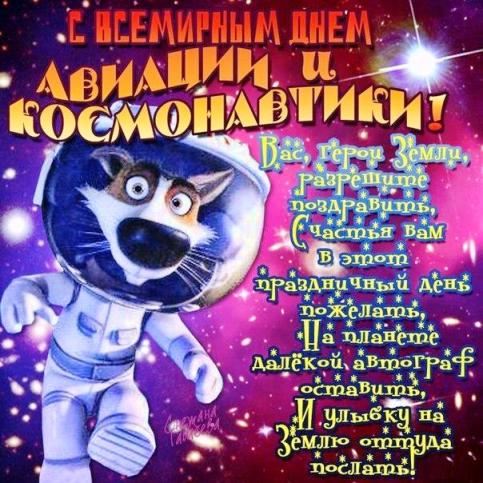 С ВСЕМИРНЫМ ДНЕМ
АВИАЦИИ и
КОСМОНАВТИКИ!
Вас, герои Земли,
разрешите
поздравить,
Счастья вам
в этот
праздничный день
пожелать,
На планете
далёкой автограф
оставить,
И улыбку на
Землю оттуда
послать!
Снежана